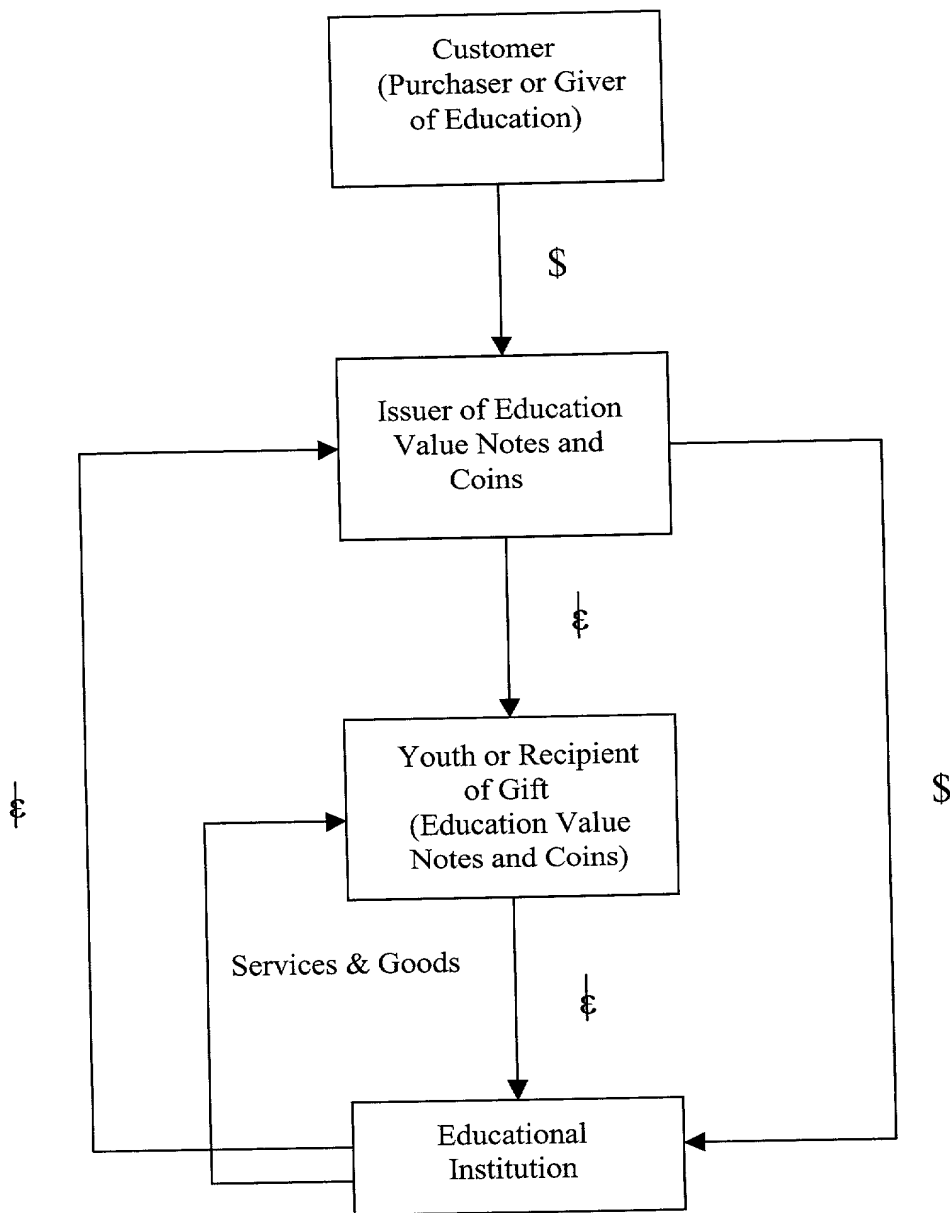 Customer
(Purchaser or Giver
of Education)
$
Issuer of Education
Value Notes and
Coins
ꞓ̵
Youth or Recipient
of Gift
(Education Value
Notes and Coins)
$
Services & Goods
Educational
Institution